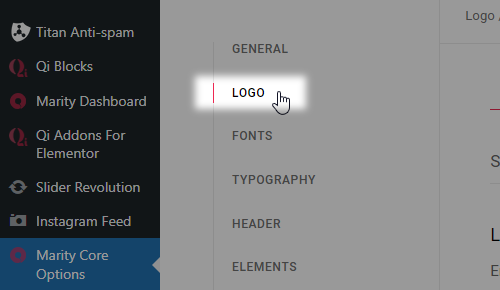 Titan Anti-spam
Qi Blocks
Marity Dashboard
Qi Addons For
Elementor
Slider Revolution
Instagram Feed
Marity Core
Options
GENERAL
LOGO
FONTS
TYPOGRAPHY
HEADER
ELEMENTS
Logo